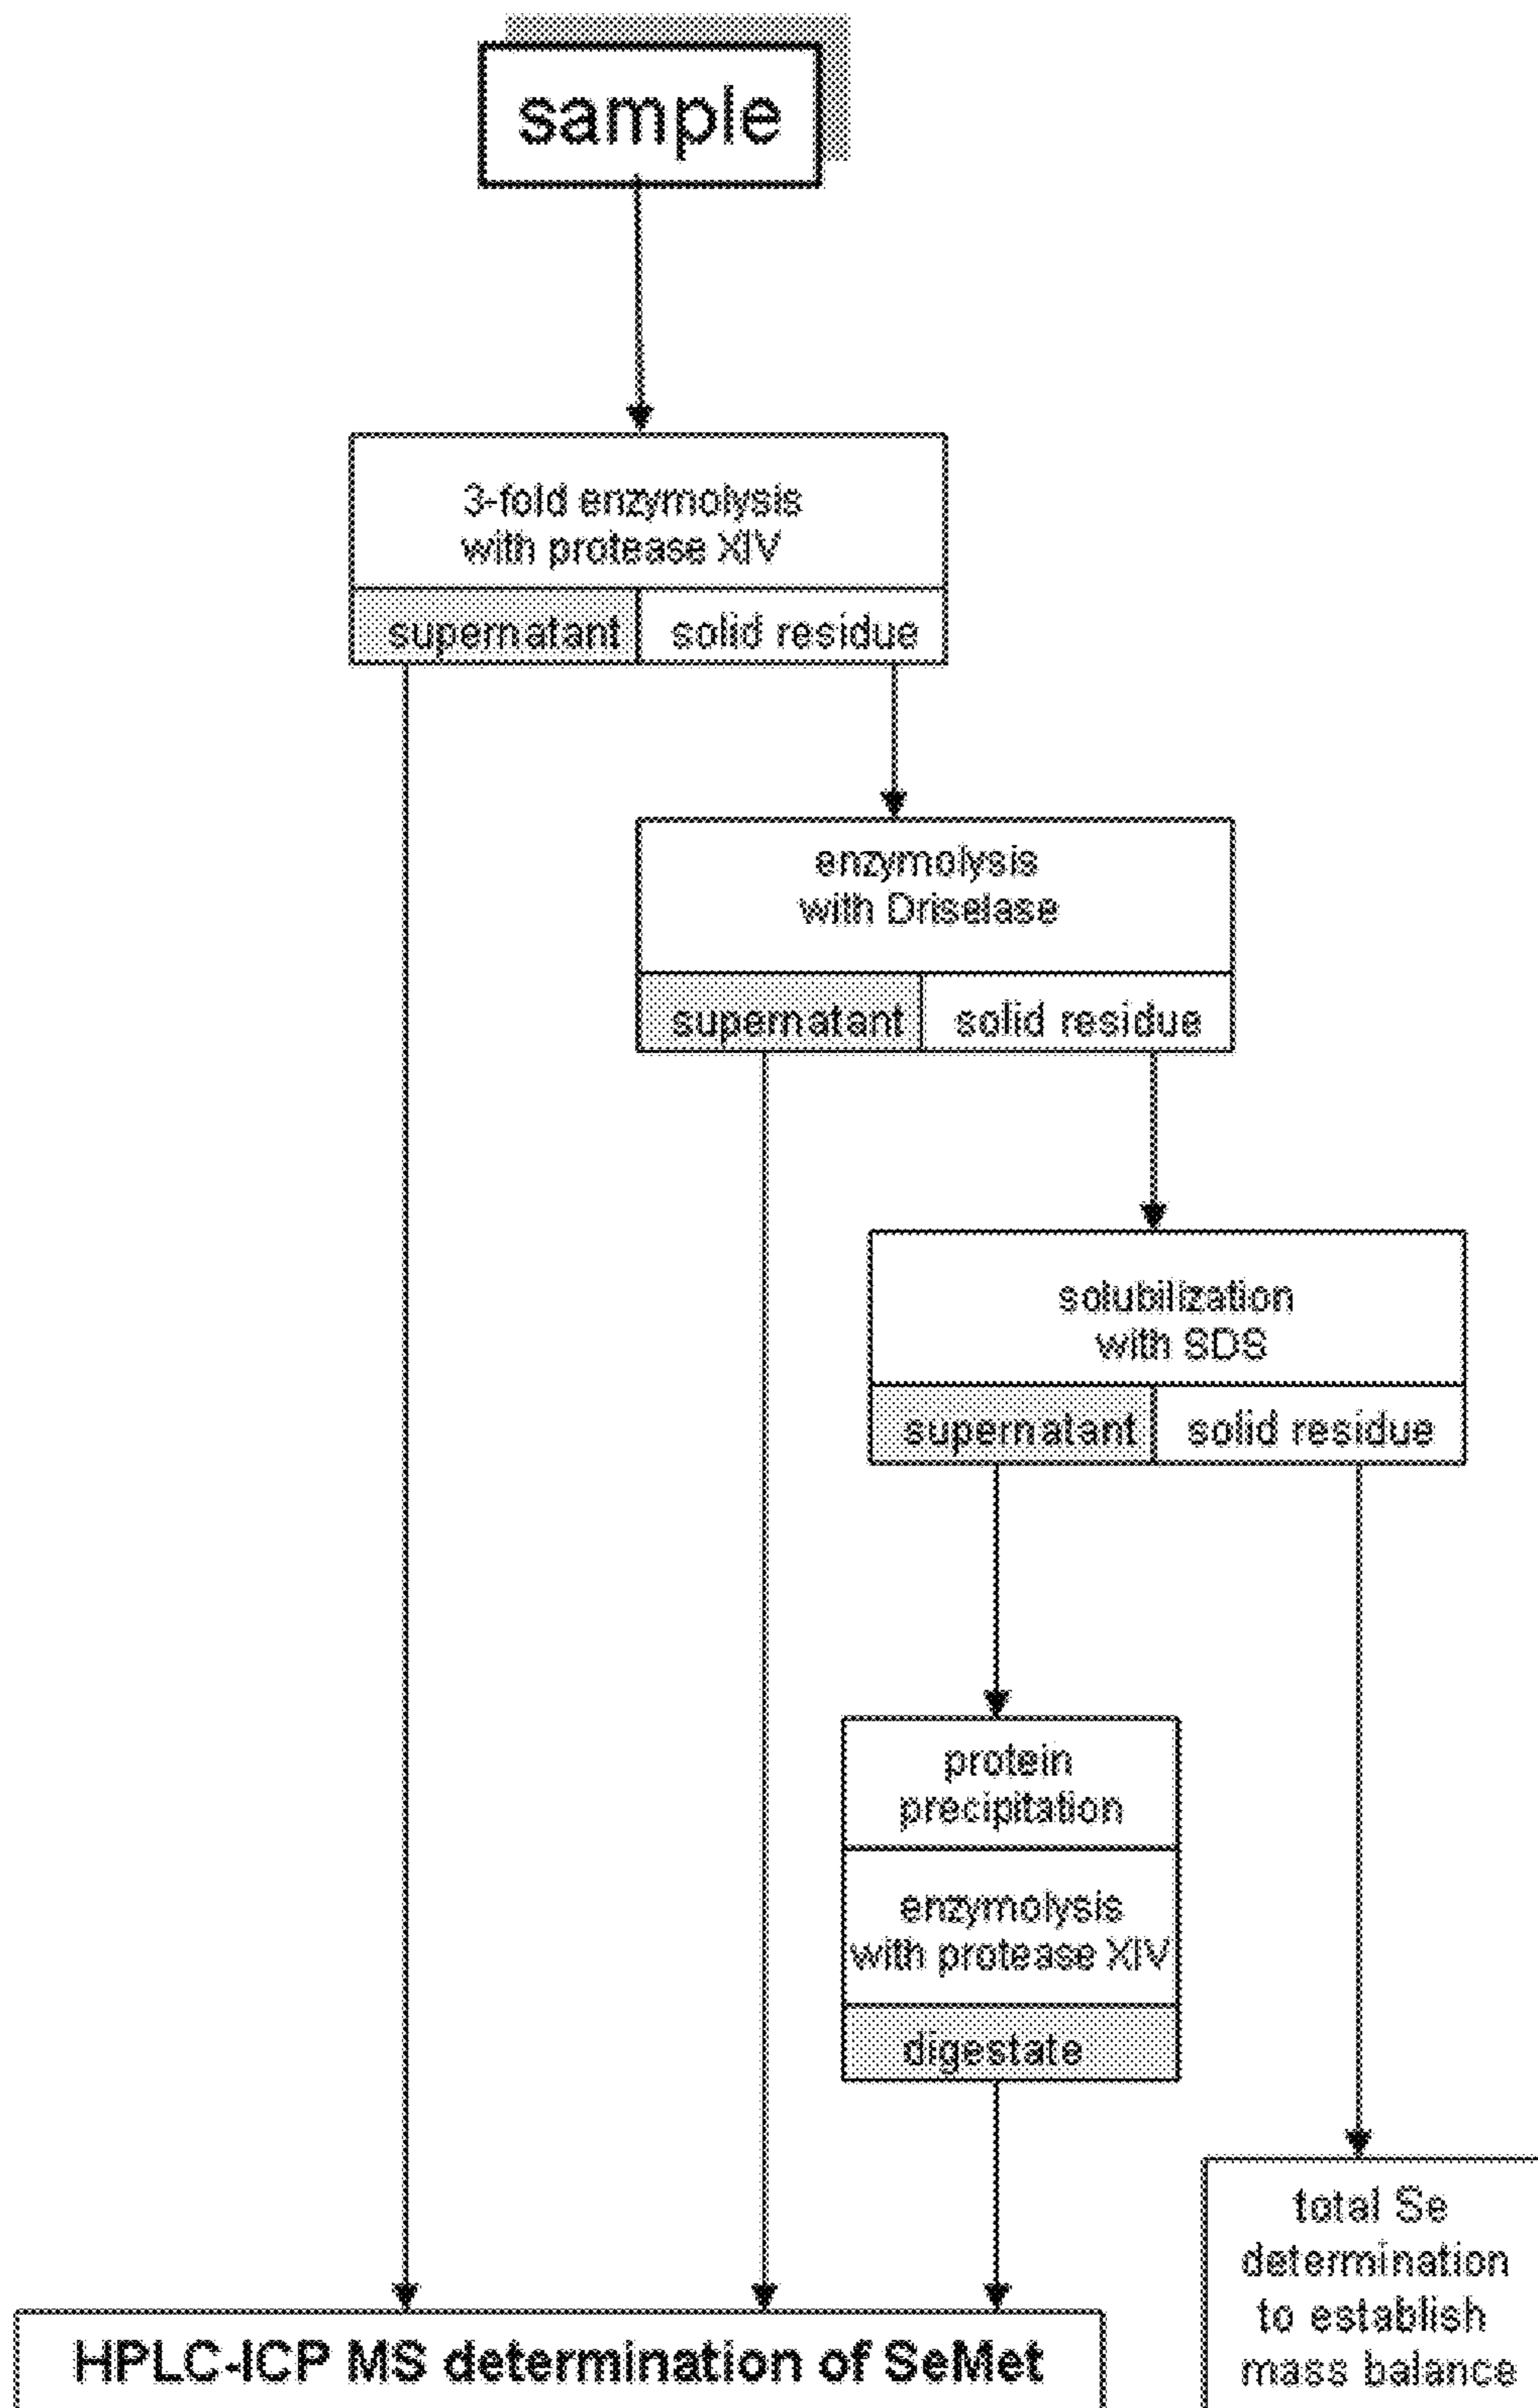 sample
3-fold enzymolysis
with protease XIV
supernatant
solid residue
enzymolysis
with Driselase
supernatant
solid residue
solubilization
with SDS
supernatant
solid residue
protein
precipitation
enzymolysis
with protease XIV
digestate
total Se
determination
to establish
mass balance
HPLC-ICP MS determination of SeMet